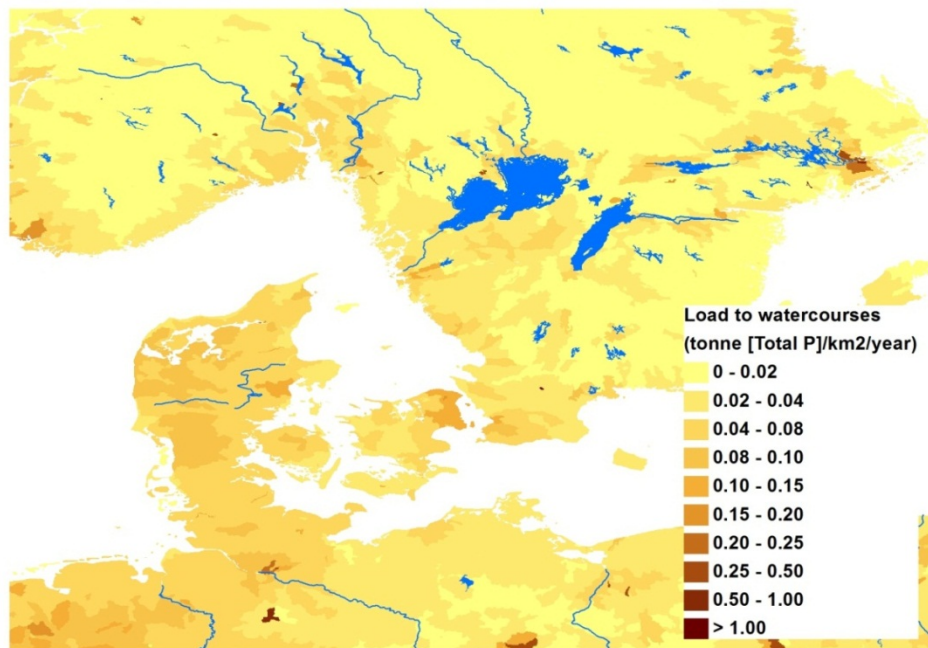 Load to watercourses
(tonne [Total P]/km2/year)
0 - 0.02
0.02 - 0.04
0.04 - 0.08
0.08 - 0.10
0.10 - 0.15
0.15 - 0.20
0.20 - 0.25
0.25 - 0.50
0.50 - 1.00
> 1.00